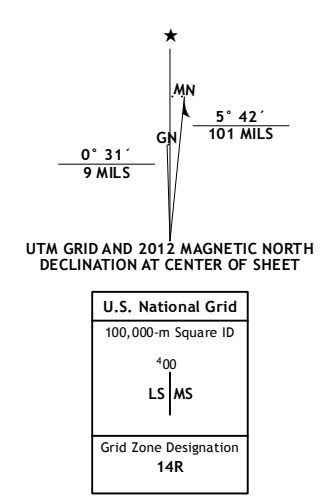 MN
GN
5° 42´
101 MILS
0° 31´
9 MILS
UTM GRID AND 2012 MAGNETIC NORTH
DECLINATION AT CENTER OF SHEET
U.S. National Grid
100,000-m Square ID
⁴00
LS MS
Grid Zone Designation
14R